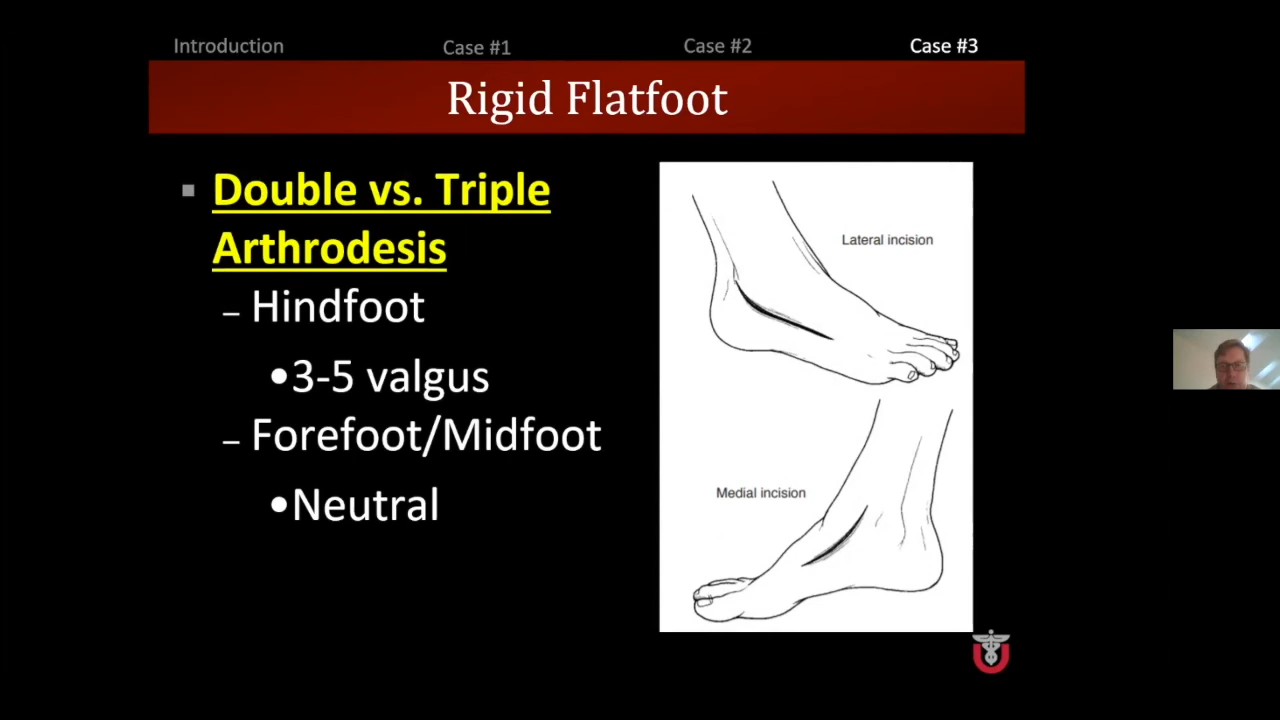 Introduction
Case #1
Case #2
Case #3
Rigid Flatfoot
Double vs. Triple
Arthrodesis
– Hindfoot
•3-5 valgus
– Forefoot/Midfoot
•Neutral
Lateral incision
Medial incision
U